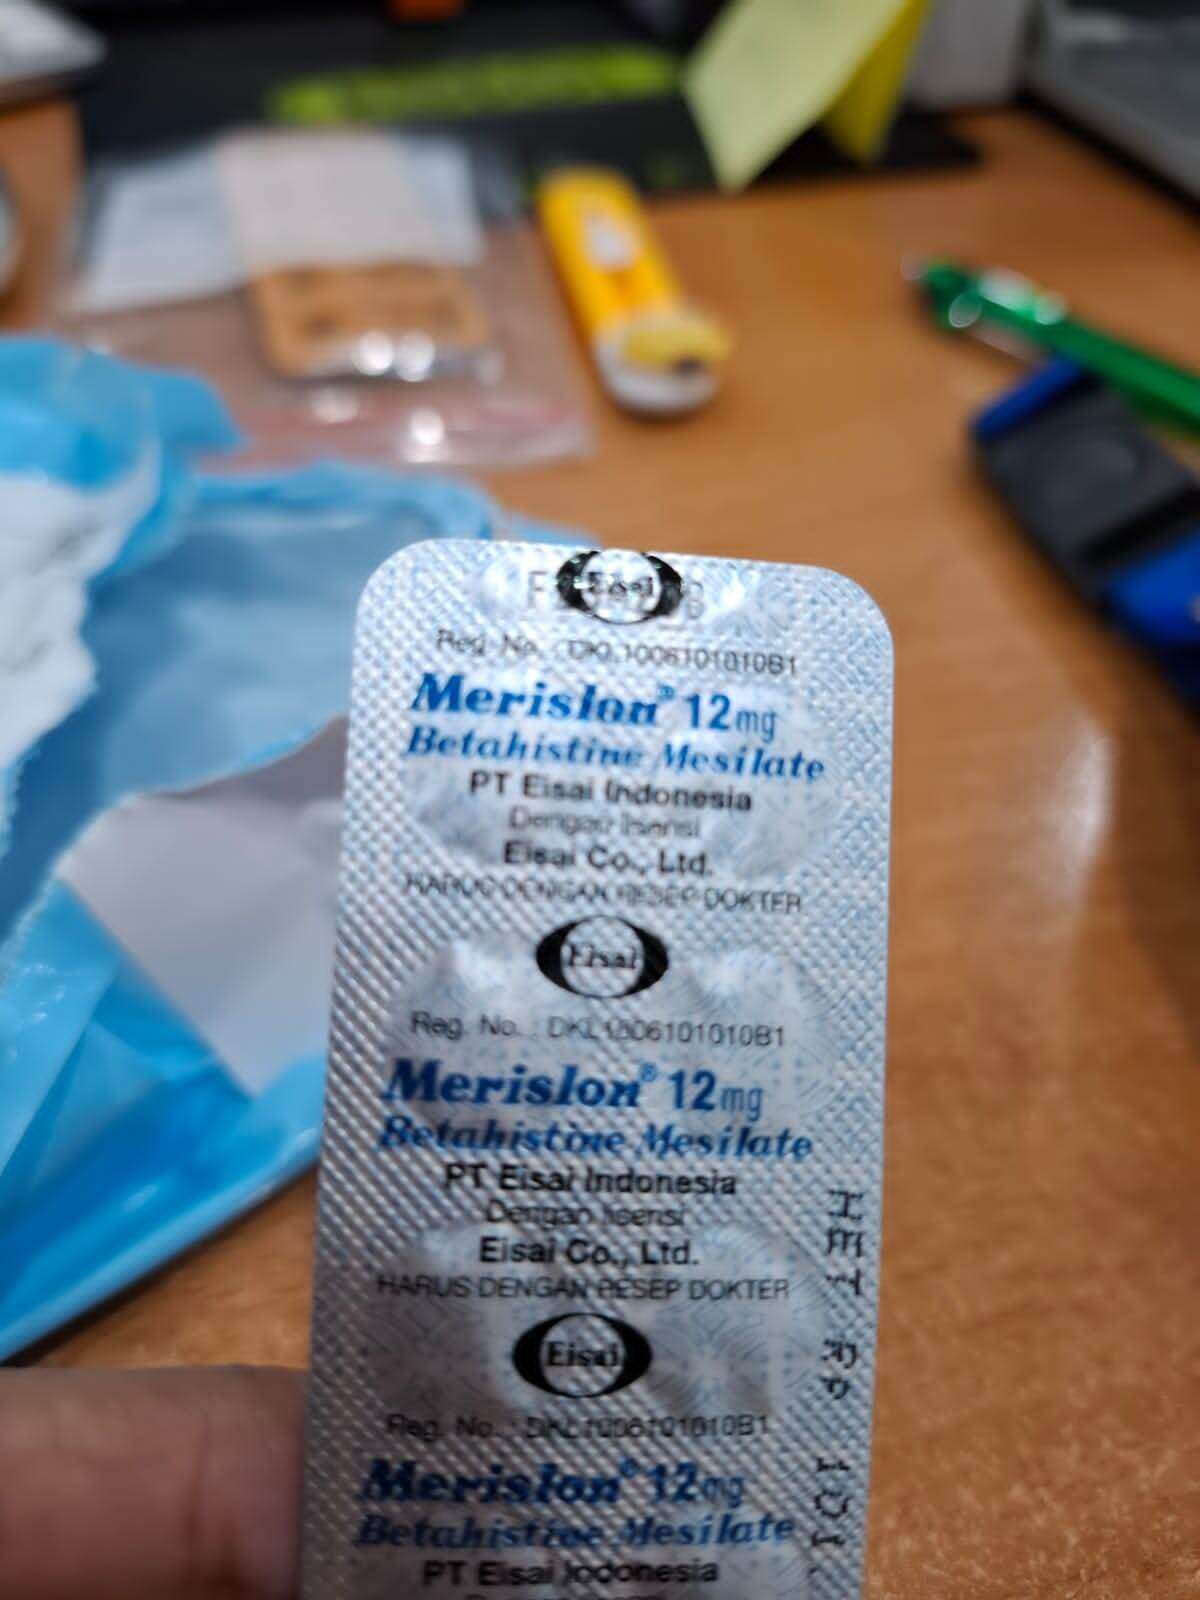 Eisai
Reg. No. : DKL1006101010B1
Merislon® 12mg
Betahistine Mesilate
PT Eisai Indonesia
Dengan lisensi
Eisai Co., Ltd.
HARUS DENGAN RESEP DOKTER
Eisai
Reg. No. : DKL1006101010B1
Merislon® 12mg
Betahistine Mesilate
PT Eisai Indonesia
Dengan lisensi
Eisai Co., Ltd.
HARUS DENGAN RESEP DOKTER
Eisai
Reg. No. : DKL1006101010B1
Merislon® 12mg
Betahistine Mesilate
PT Eisai Indonesia